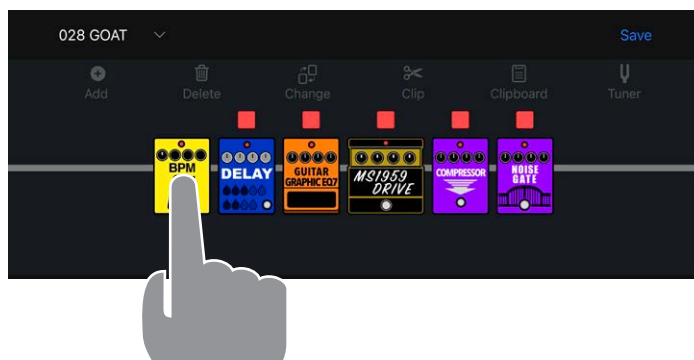 028 GOAT
Save
Add
Delete
Change
Clip
Clipboard
Tuner
BPM
DELAY
GUITAR
GRAPHIC EQ7
MS1959
DRIVE
COMPRESSOR
NOISE
GATE